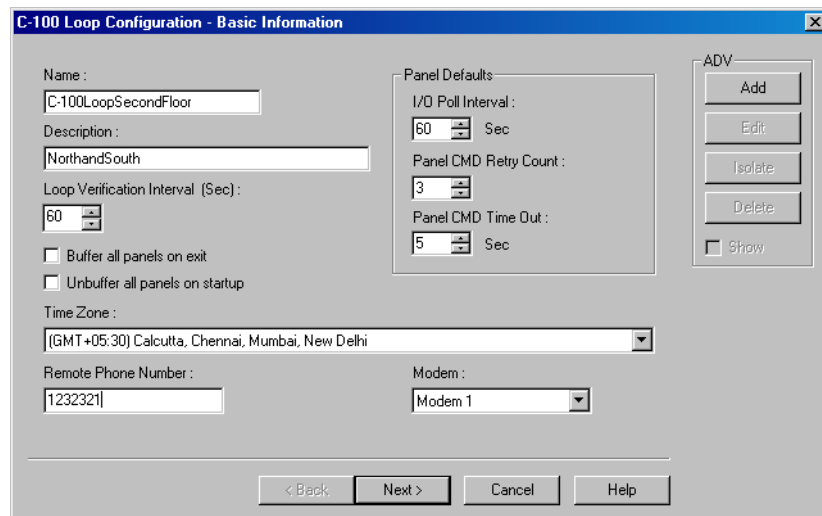 C-100 Loop Configuration - Basic Information
Name :
C-100LoopSecondFloor
Description :
NorthandSouth
Loop Verification Interval (Sec) :
60
Buffer all panels on exit
Unbuffer all panels on startup
Panel Defaults
I/O Poll Interval :
60 Sec
Panel CMD Retry Count :
3
Panel CMD Time Out :
5 Sec
ADV
Add
Edit
Isolate
Delete
Show
Time Zone :
(GMT+05:30) Calcutta, Chennai, Mumbai, New Delhi
Remote Phone Number :
1232321
Modem :
Modem 1
< Back Next > Cancel Help